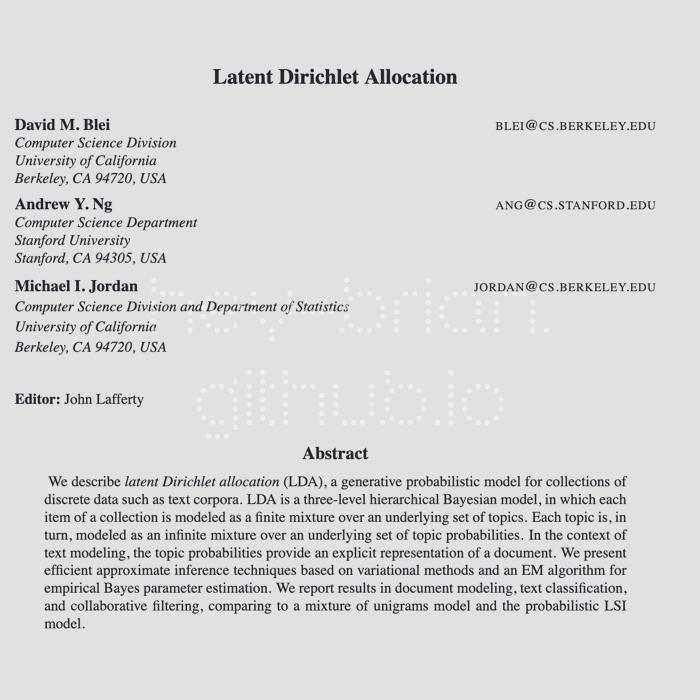 Latent Dirichlet Allocation
David M. Blei BLEI@CS.BERKELEY.EDU
Computer Science Division
University of California
Berkeley, CA 94720, USA
Andrew Y. Ng ANG@CS.STANFORD.EDU
Computer Science Department
Stanford University
Stanford, CA 94305, USA
Michael I. Jordan JORDAN@CS.BERKELEY.EDU
Computer Science Division and Department of Statistics
University of California
Berkeley, CA 94720, USA
hey-brian.
github.io
Editor: John Lafferty
Abstract
We describe latent Dirichlet allocation (LDA), a generative probabilistic model for collections of
discrete data such as text corpora. LDA is a three-level hierarchical Bayesian model, in which each
item of a collection is modeled as a finite mixture over an underlying set of topics. Each topic is, in
turn, modeled as an infinite mixture over an underlying set of topic probabilities. In the context of
text modeling, the topic probabilities provide an explicit representation of a document. We present
efficient approximate inference techniques based on variational methods and an EM algorithm for
empirical Bayes parameter estimation. We report results in document modeling, text classification,
and collaborative filtering, comparing to a mixture of unigrams model and the probabilistic LSI
model.